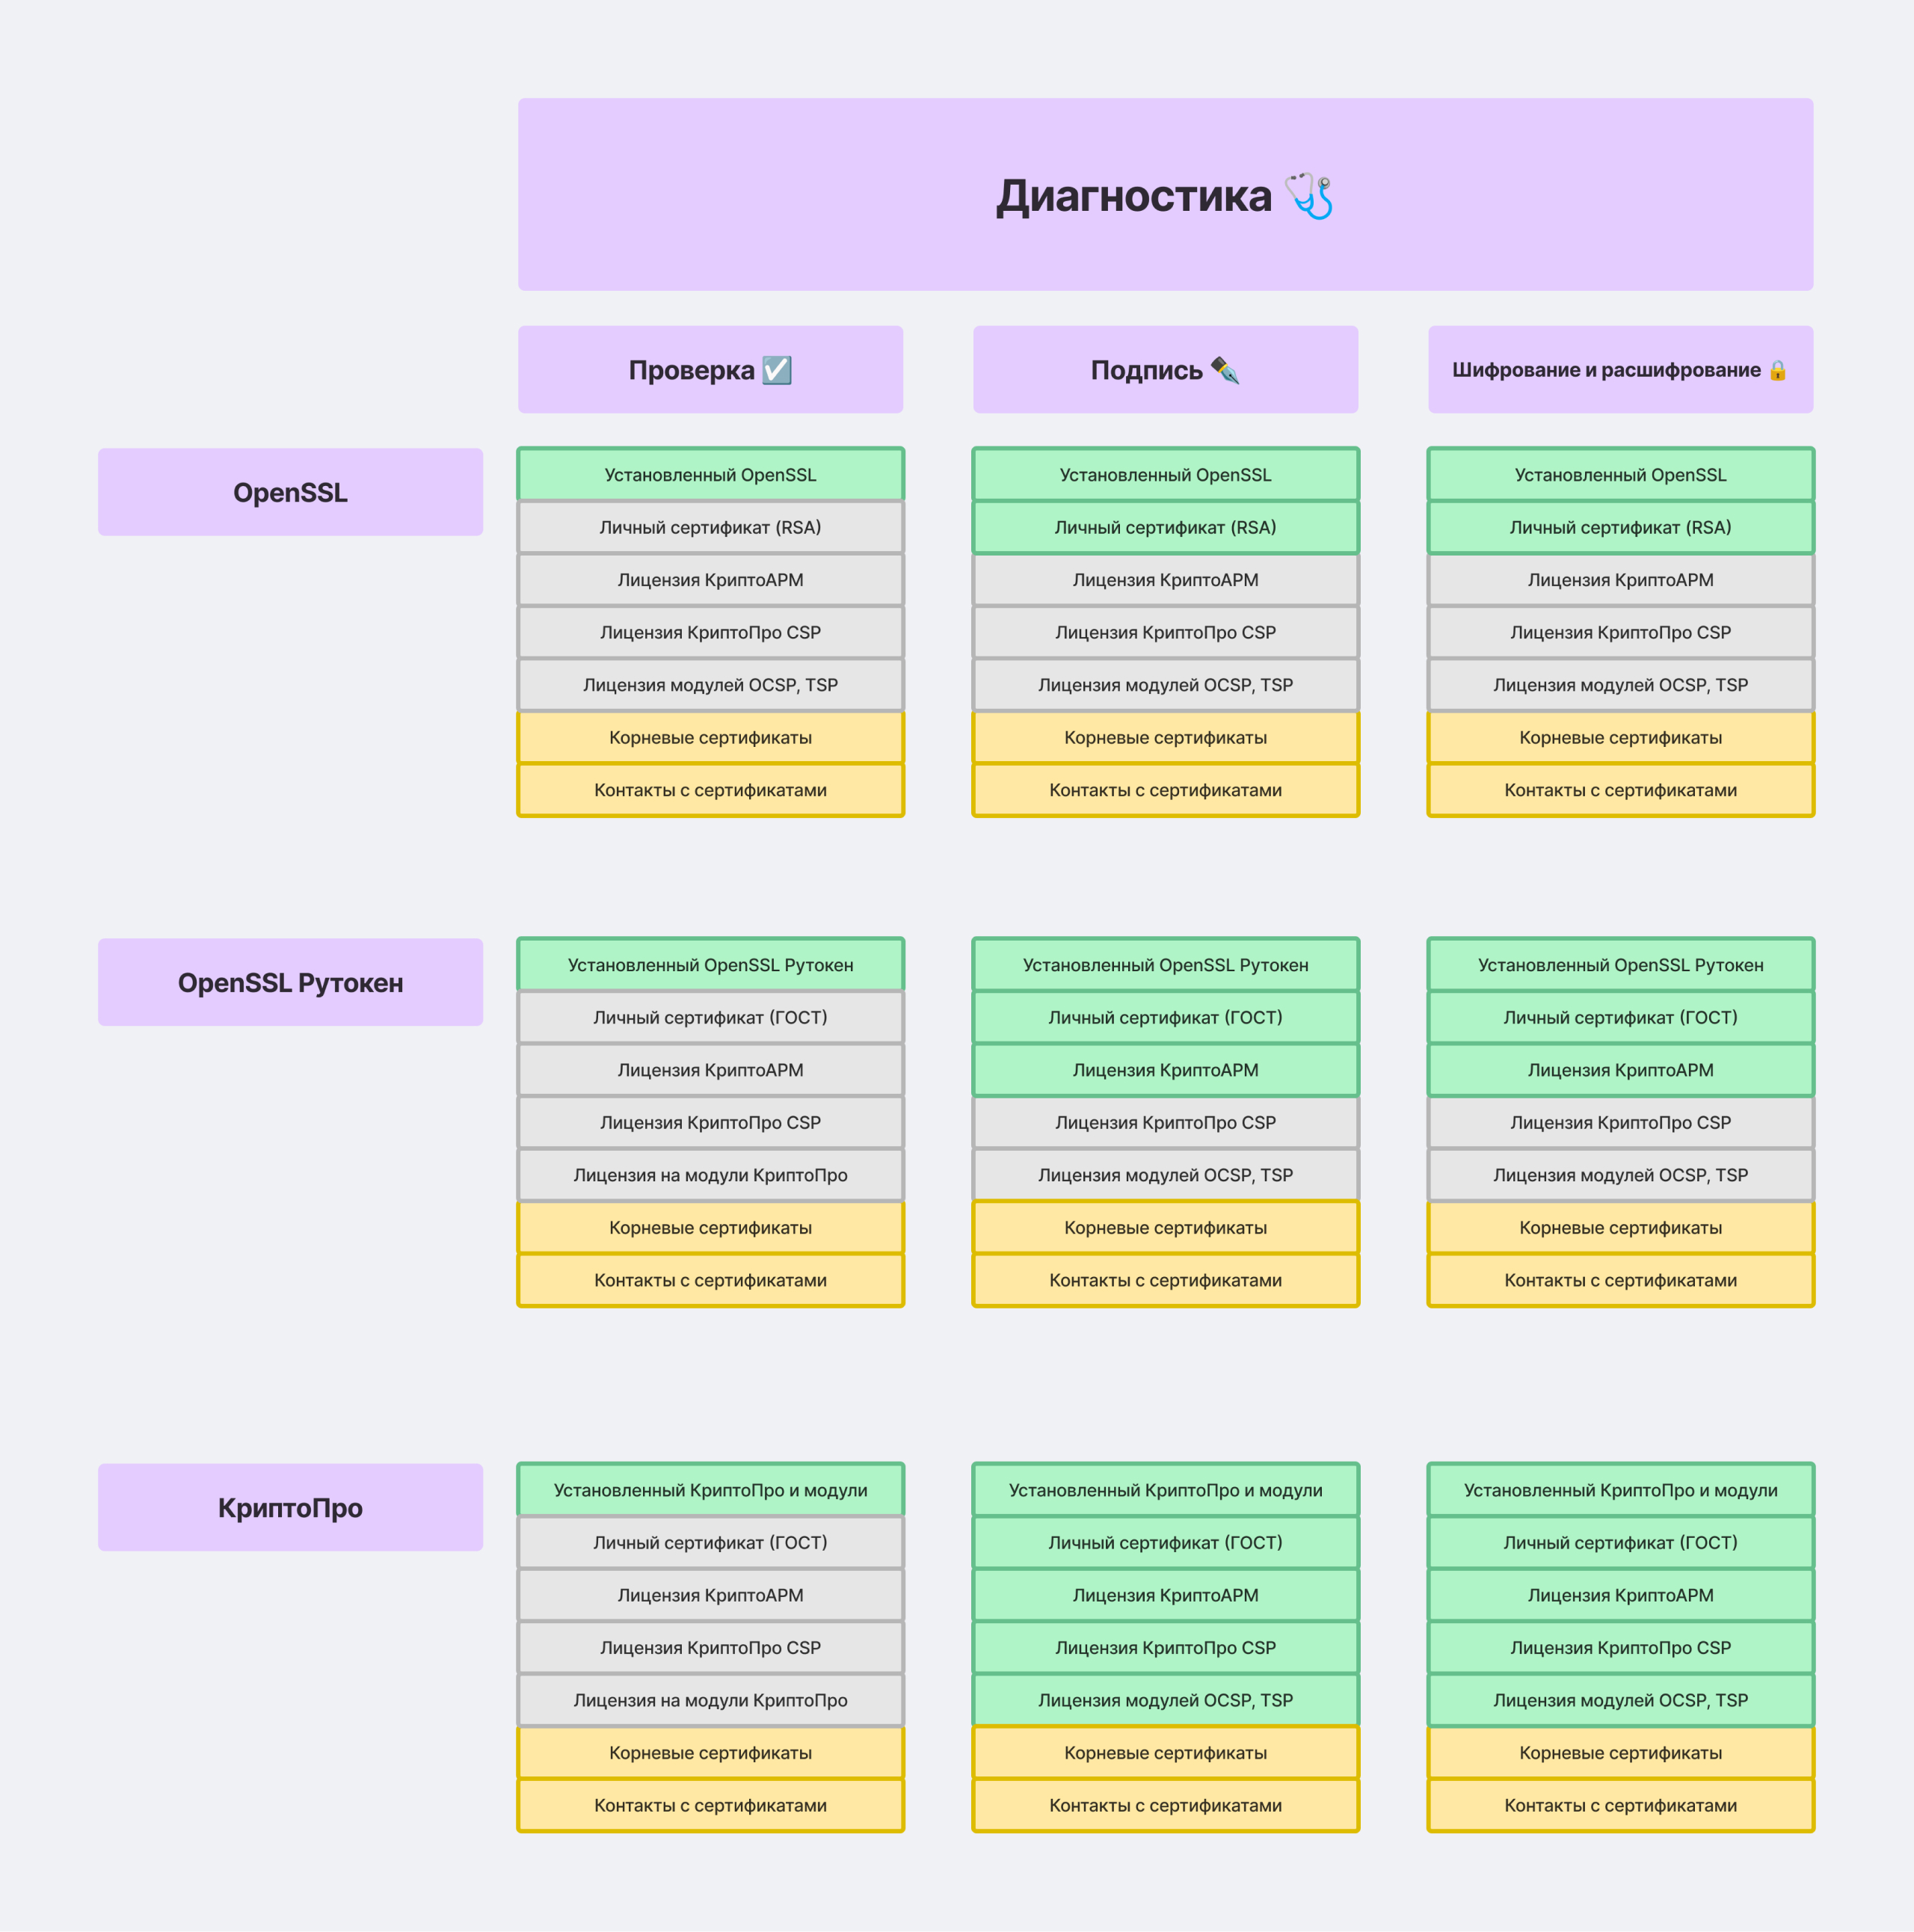 Диагностика 🩺
Проверка ☑️
Подпись ✒️
Шифрование и расшифрование 🔒
OpenSSL
Установленный OpenSSL
Личный сертификат (RSA)
Лицензия КриптоАРМ
Лицензия КриптоПро CSP
Лицензия модулей OCSP, TSP
Корневые сертификаты
Контакты с сертификатами
Установленный OpenSSL
Личный сертификат (RSA)
Лицензия КриптоАРМ
Лицензия КриптоПро CSP
Лицензия модулей OCSP, TSP
Корневые сертификаты
Контакты с сертификатами
Установленный OpenSSL
Личный сертификат (RSA)
Лицензия КриптоАРМ
Лицензия КриптоПро CSP
Лицензия модулей OCSP, TSP
Корневые сертификаты
Контакты с сертификатами
OpenSSL Рутокен
Установленный OpenSSL Рутокен
Личный сертификат (ГОСТ)
Лицензия КриптоАРМ
Лицензия КриптоПро CSP
Лицензия на модули КриптоПро
Корневые сертификаты
Контакты с сертификатами
Установленный OpenSSL Рутокен
Личный сертификат (ГОСТ)
Лицензия КриптоАРМ
Лицензия КриптоПро CSP
Лицензия модулей OCSP, TSP
Корневые сертификаты
Контакты с сертификатами
Установленный OpenSSL Рутокен
Личный сертификат (ГОСТ)
Лицензия КриптоАРМ
Лицензия КриптоПро CSP
Лицензия модулей OCSP, TSP
Корневые сертификаты
Контакты с сертификатами
КриптоПро
Установленный КриптоПро и модули
Личный сертификат (ГОСТ)
Лицензия КриптоАРМ
Лицензия КриптоПро CSP
Лицензия на модули КриптоПро
Корневые сертификаты
Контакты с сертификатами
Установленный КриптоПро и модули
Личный сертификат (ГОСТ)
Лицензия КриптоАРМ
Лицензия КриптоПро CSP
Лицензия модулей OCSP, TSP
Корневые сертификаты
Контакты с сертификатами
Установленный КриптоПро и модули
Личный сертификат (ГОСТ)
Лицензия КриптоАРМ
Лицензия КриптоПро CSP
Лицензия модулей OCSP, TSP
Корневые сертификаты
Контакты с сертификатами